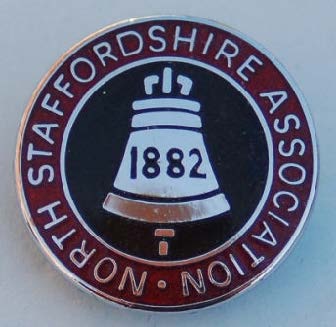 NORTH STAFFORDSHIRE ASSOCIATION ·
1882